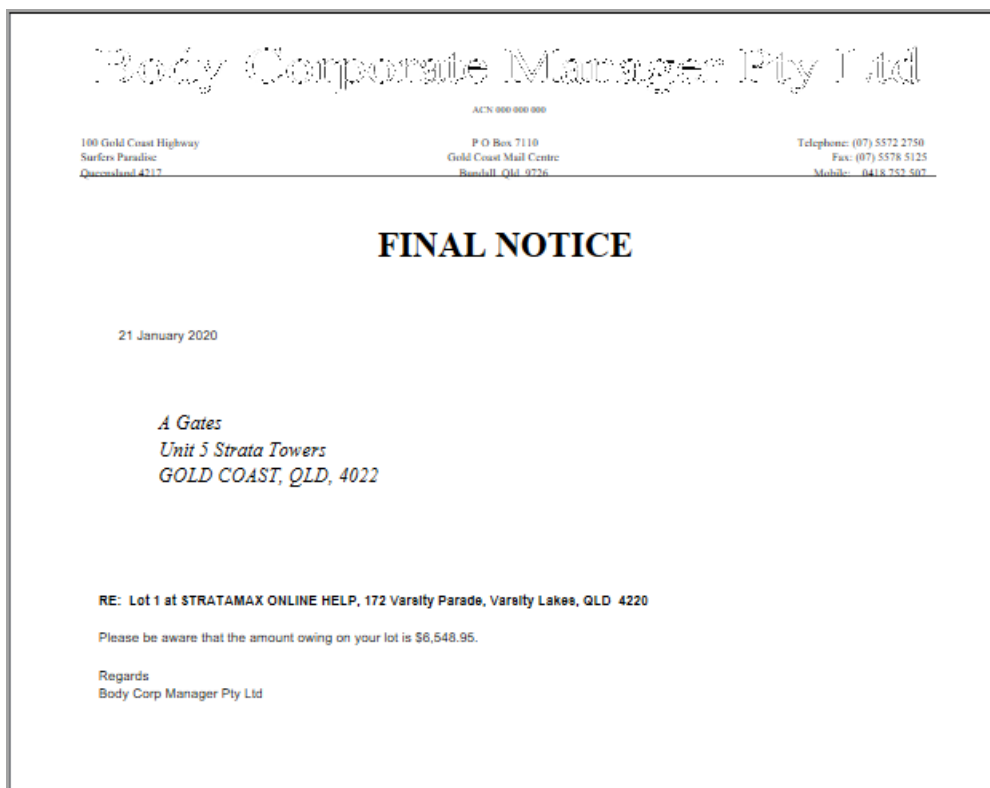 Body Corporate Manager Pty Ltd
ACN 000 000 000
100 Gold Coast Highway
Surfers Paradise
Queensland 4217
P O Box 7110
Gold Coast Mail Centre
Bundall Qld 9726
Telephone: (07) 5572 2750
Fax: (07) 5578 5125
Mobile: 0418 752 507
FINAL NOTICE
21 January 2020
A Gates
Unit 5 Strata Towers
GOLD COAST, QLD, 4022
RE: Lot 1 at STRATAMAX ONLINE HELP, 172 Varsity Parade, Varsity Lakes, QLD 4220
Please be aware that the amount owing on your lot is $6,548.95.
Regards
Body Corp Manager Pty Ltd